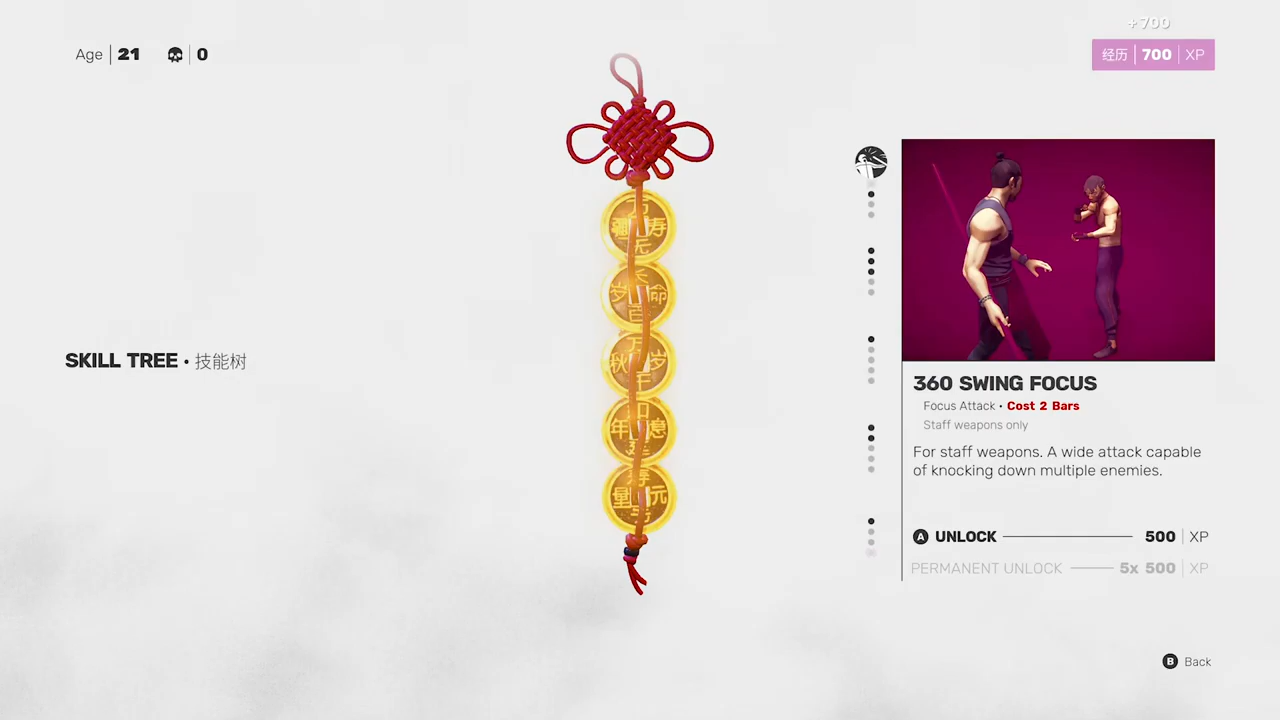 +700
Age 21 0
经历 700 XP
SKILL TREE • 技能树
360 SWING FOCUS
Focus Attack • Cost 2 Bars
Staff weapons only
For staff weapons. A wide attack capable
of knocking down multiple enemies.
A UNLOCK 500 XP
PERMANENT UNLOCK 5x 500 XP
B Back